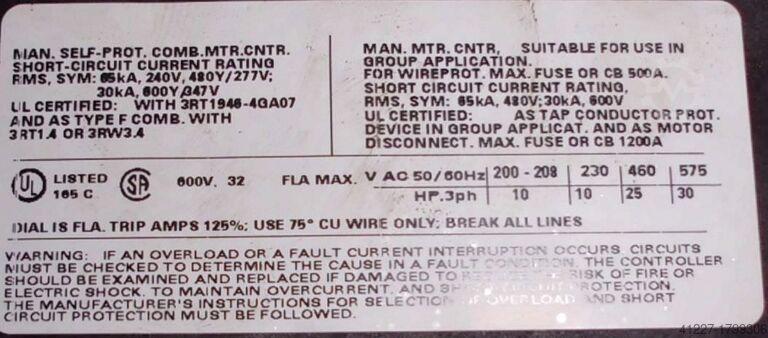 MAN. SELF-PROT. COMB.MTR.CNTR.
SHORT-CIRCUIT CURRENT RATING
RMS, SYM: 65kA, 240V, 480Y/277V;
30kA, 600Y/347V
UL CERTIFIED: WITH 3RT1946-4GA07
AND AS TYPE F COMB. WITH
3RT1.4 OR 3RW3.4
MAN. MTR. CNTR, SUITABLE FOR USE IN
GROUP APPLICATION.
FOR WIREPROT. MAX. FUSE OR CB 500A.
SHORT CIRCUIT CURRENT RATING,
RMS, SYM: 65kA, 480V; 30kA, 600V
UL CERTIFIED: AS TAP CONDUCTOR PROT.
DEVICE IN GROUP APPLICAT. AND AS MOTOR
DISCONNECT. MAX. FUSE OR CB 1200A
UL LISTED 165 C SA 600V, 32 FLA MAX. V AC 50/60Hz 200 - 208 230 460 575
HP.3ph 10 10 25 30
DIAL IS FLA. TRIP AMPS 125%; USE 75° CU WIRE ONLY; BREAK ALL LINES
WARNING: IF AN OVERLOAD OR A FAULT CURRENT INTERRUPTION OCCURS CIRCUITS
MUST BE CHECKED TO DETERMINE THE CAUSE IN A FAULT CONDITION, THE CONTROLLER
SHOULD BE EXAMINED AND REPLACED IF DAMAGED TO RISK OF FIRE OR
ELECTRIC SHOCK. TO MAINTAIN OVERCURRENT, AND PROTECTION.
THE MANUFACTURER'S INSTRUCTIONS FOR SELECTION OF OVERLOAD AND SHORT
CIRCUIT PROTECTION MUST BE FOLLOWED.
41227-1799306